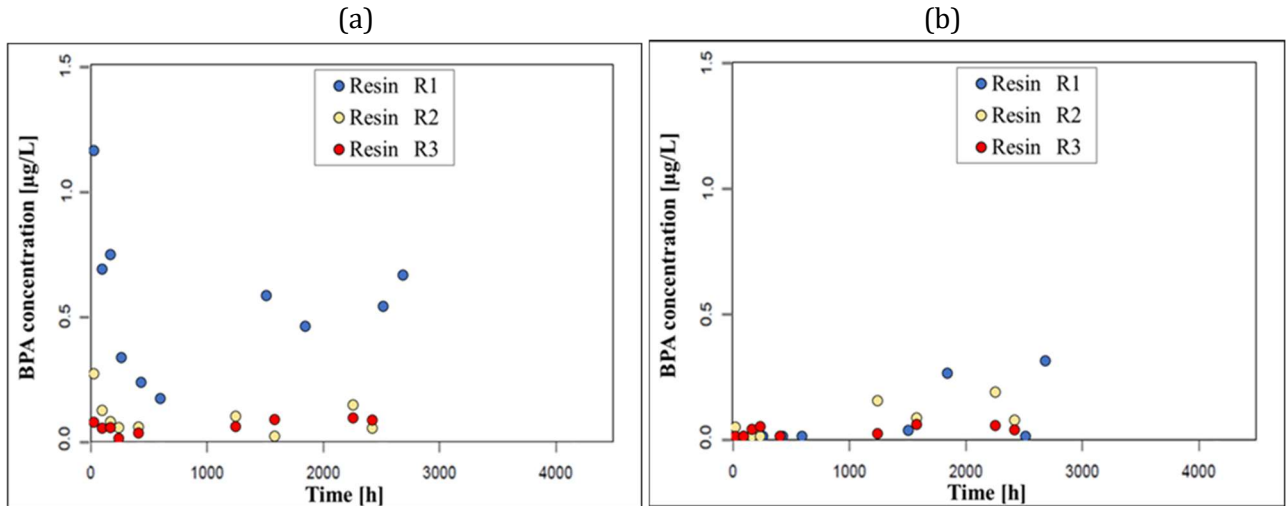 (a)
(b)
BPA concentration [µg/L]
1.5
1.0
0.5
0.0
Resin R1
Resin R2
Resin R3
0 1000 2000 3000 4000
Time [h]
BPA concentration [µg/L]
1.5
1.0
0.5
0.0
Resin R1
Resin R2
Resin R3
0 1000 2000 3000 4000
Time [h]